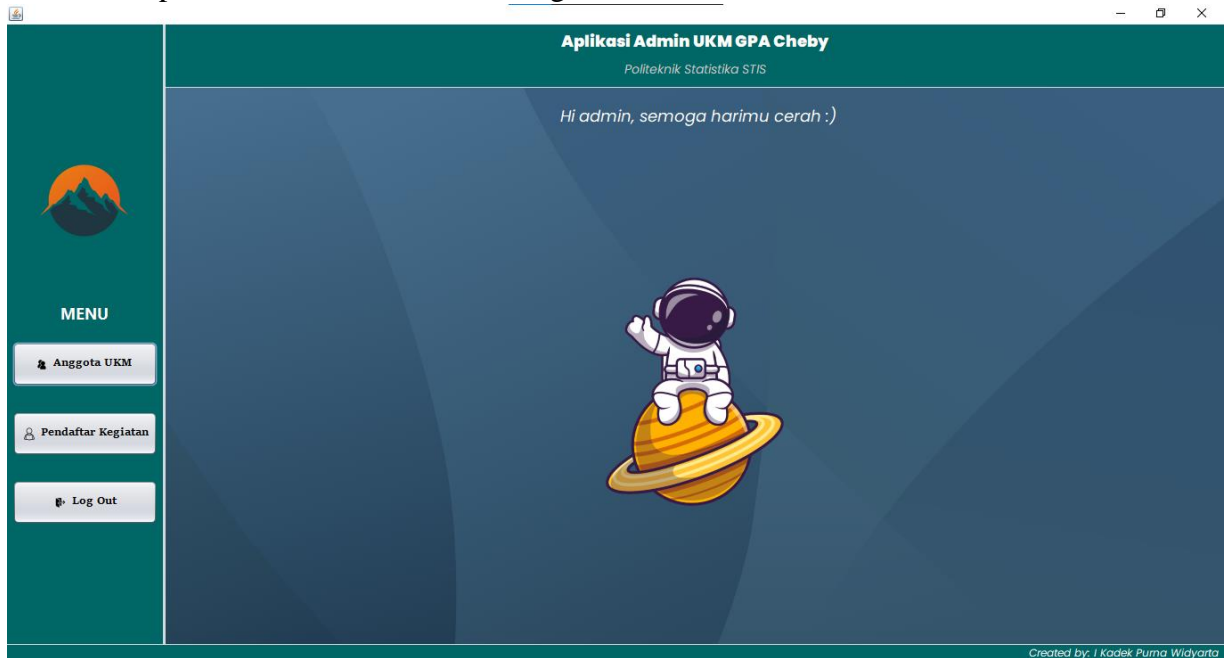 Aplikasi Admin UKM GPA Cheby
Politeknik Statistika STIS
Hi admin, semoga harimu cerah :)
MENU
Anggota UKM
Pendaftar Kegiatan
Log Out
Created by: I Kadek Purna Widyarta